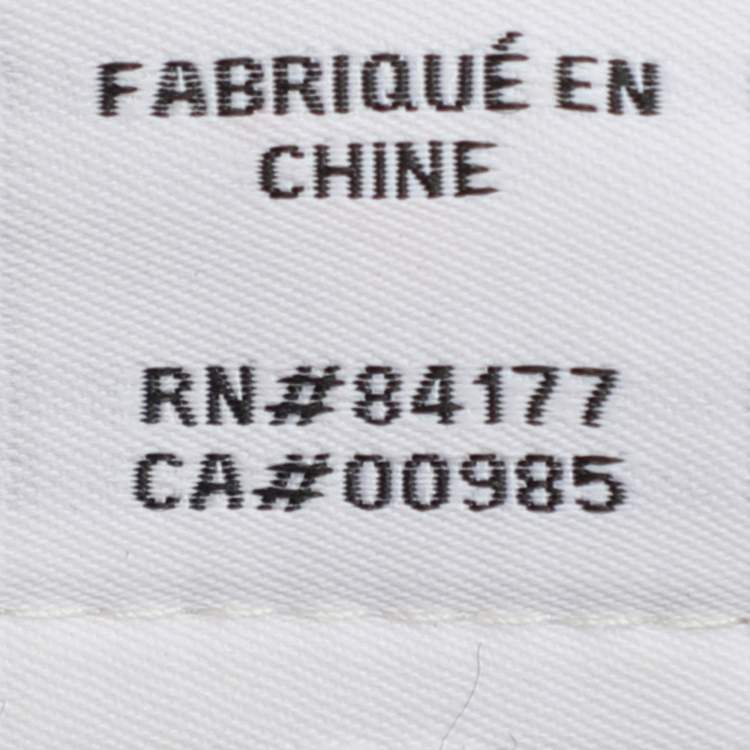 FABRIQUÉ EN
CHINE
RN#84177
CA#00985